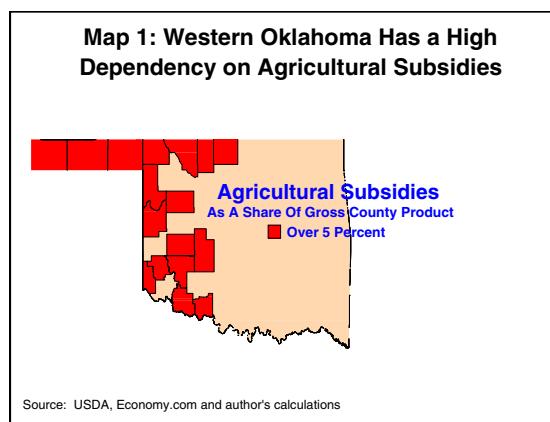 Map 1: Western Oklahoma Has a High
Dependency on Agricultural Subsidies
Agricultural Subsidies
As A Share Of Gross County Product
Over 5 Percent
Source: USDA, Economy.com and author's calculations